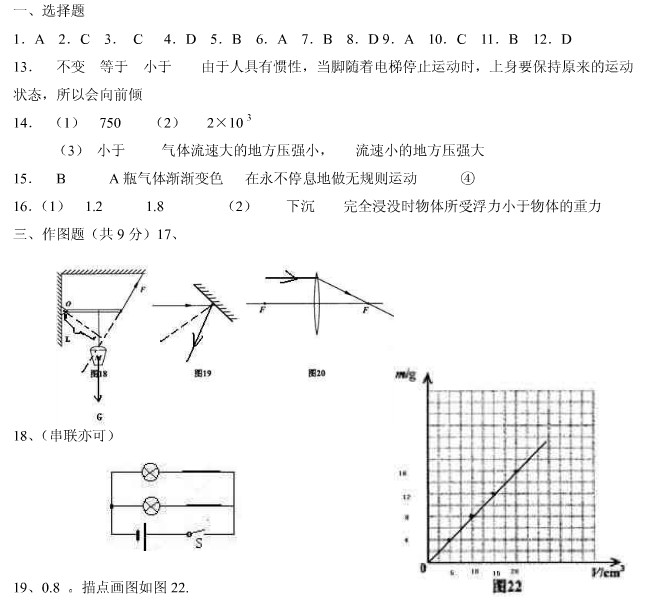 一、选择题
1．A 2．C 3． C 4．D 5．B 6．A 7．B 8．D 9．A 10．C 11．B 12．D
13． 不变 等于 小于 由于人具有惯性，当脚随着电梯停止运动时，上身要保持原来的运动
状态，所以会向前倾
14．（1） 750 （2） 2×10 ³
（3） 小于 气体流速大的地方压强小， 流速小的地方压强大
15． B A 瓶气体渐渐变色 在永不停息地做无规则运动 ④
16．（1） 1.2 1.8 （2） 下沉 完全浸没时物体所受浮力小于物体的重力
三、作图题（共 9 分）17、
O
F
L
图18
G
图19
F
F
图20
18、（串联亦可）
S
m/g
16
12
8
4
0
5 10 15 20
V/cm³
图22
19、0.8 。描点画图如图 22.